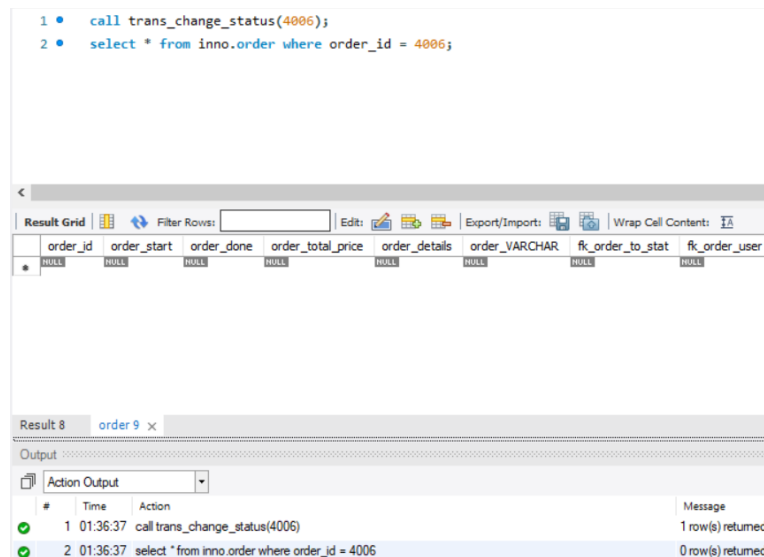 1 call trans_change_status(4006);
2 select * from inno.order where order_id = 4006;
Result Grid Filter Rows: Edit: Export/Import: Wrap Cell Content: IA
order_id order_start order_done order_total_price order_details order_VARCHAR fk_order_to_stat fk_order_user
* NULL NULL NULL NULL NULL NULL NULL NULL
Result 8 order 9 ×
Output
Action Output
# Time Action Message
1 01:36:37 call trans_change_status(4006) 1 row(s) returned
2 01:36:37 select * from inno.order where order_id = 4006 0 row(s) returned